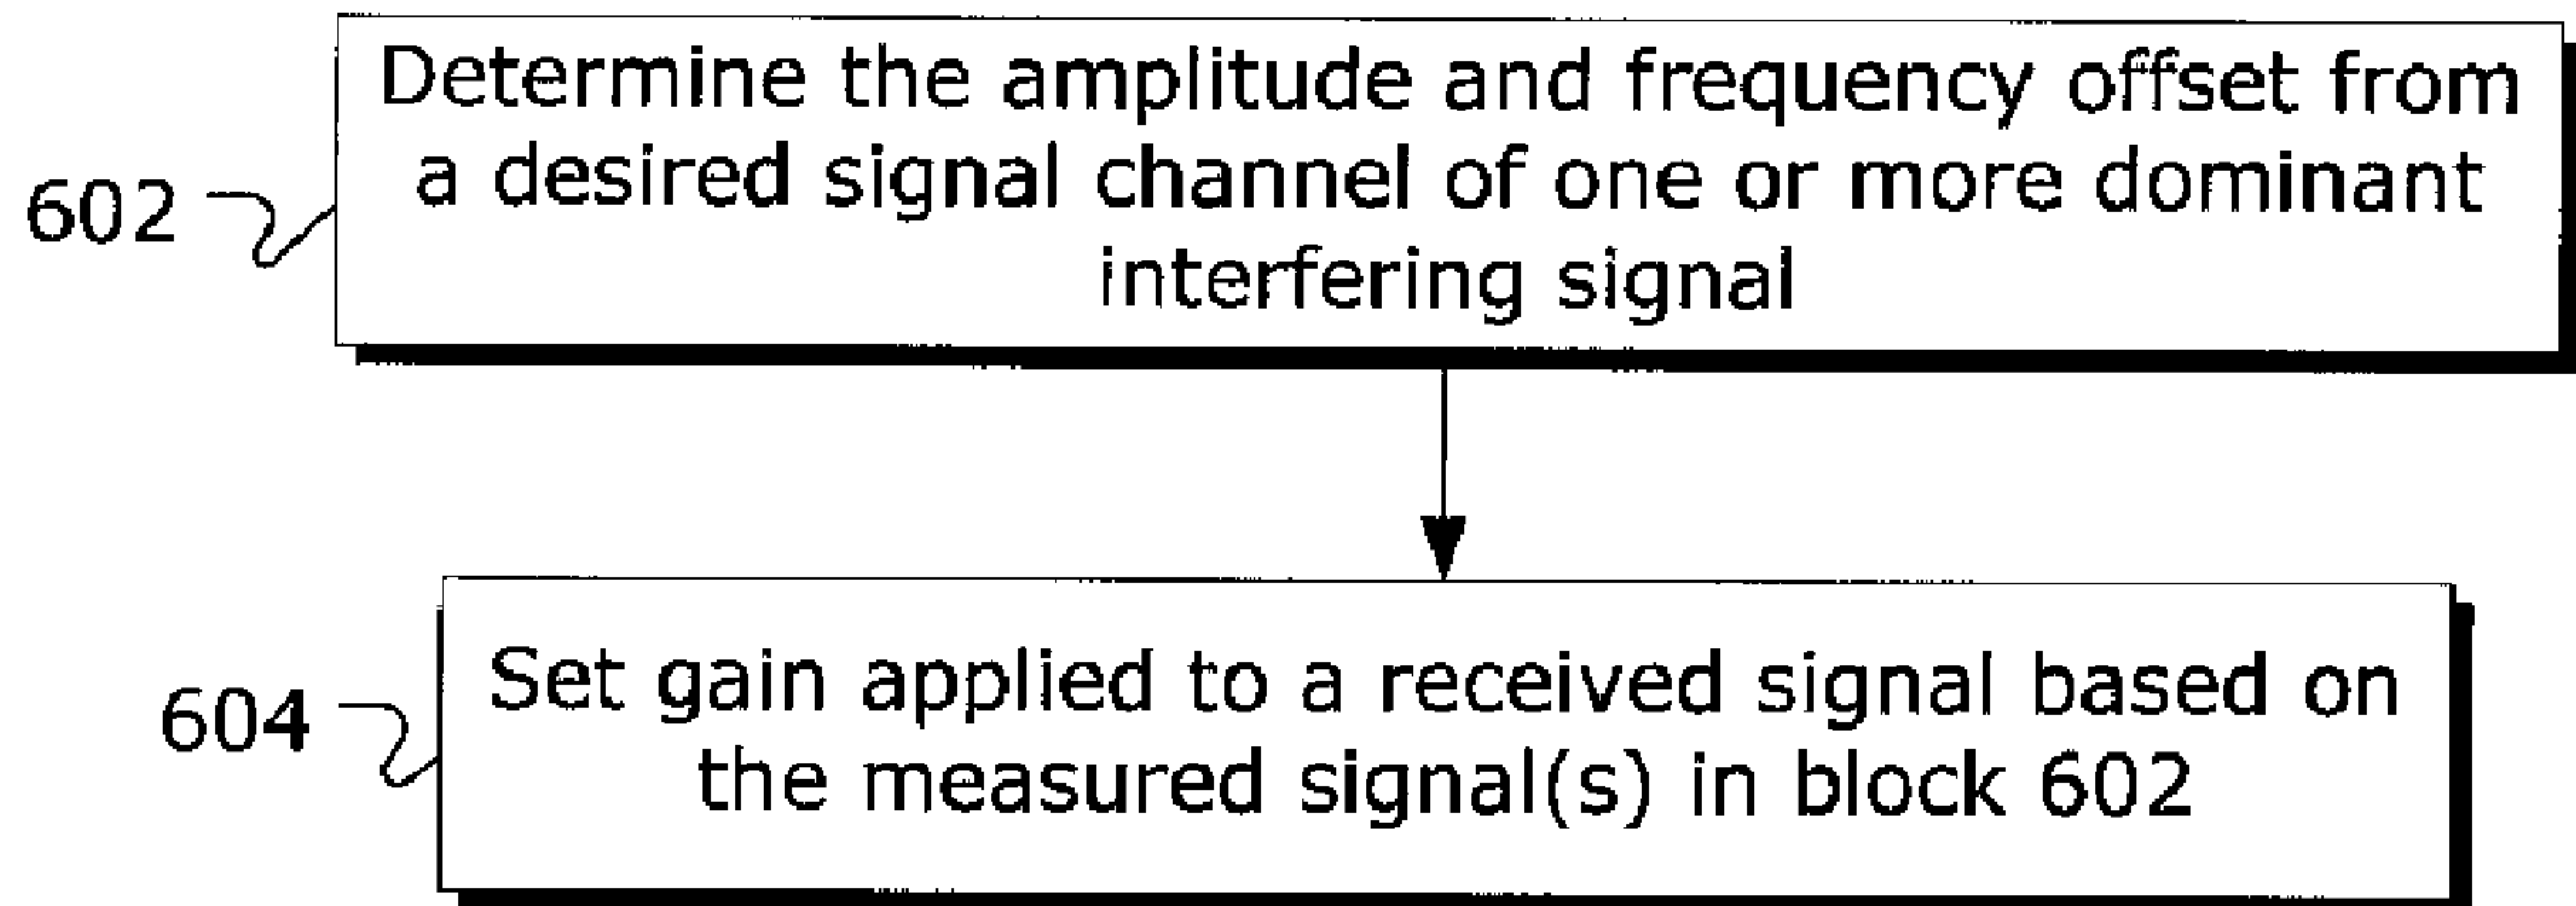 Determine the amplitude and frequency offset from
602
a desired signal channel of one or more dominant
interfering signal
604
Set gain applied to a received signal based on
the measured signal(s) in block 602